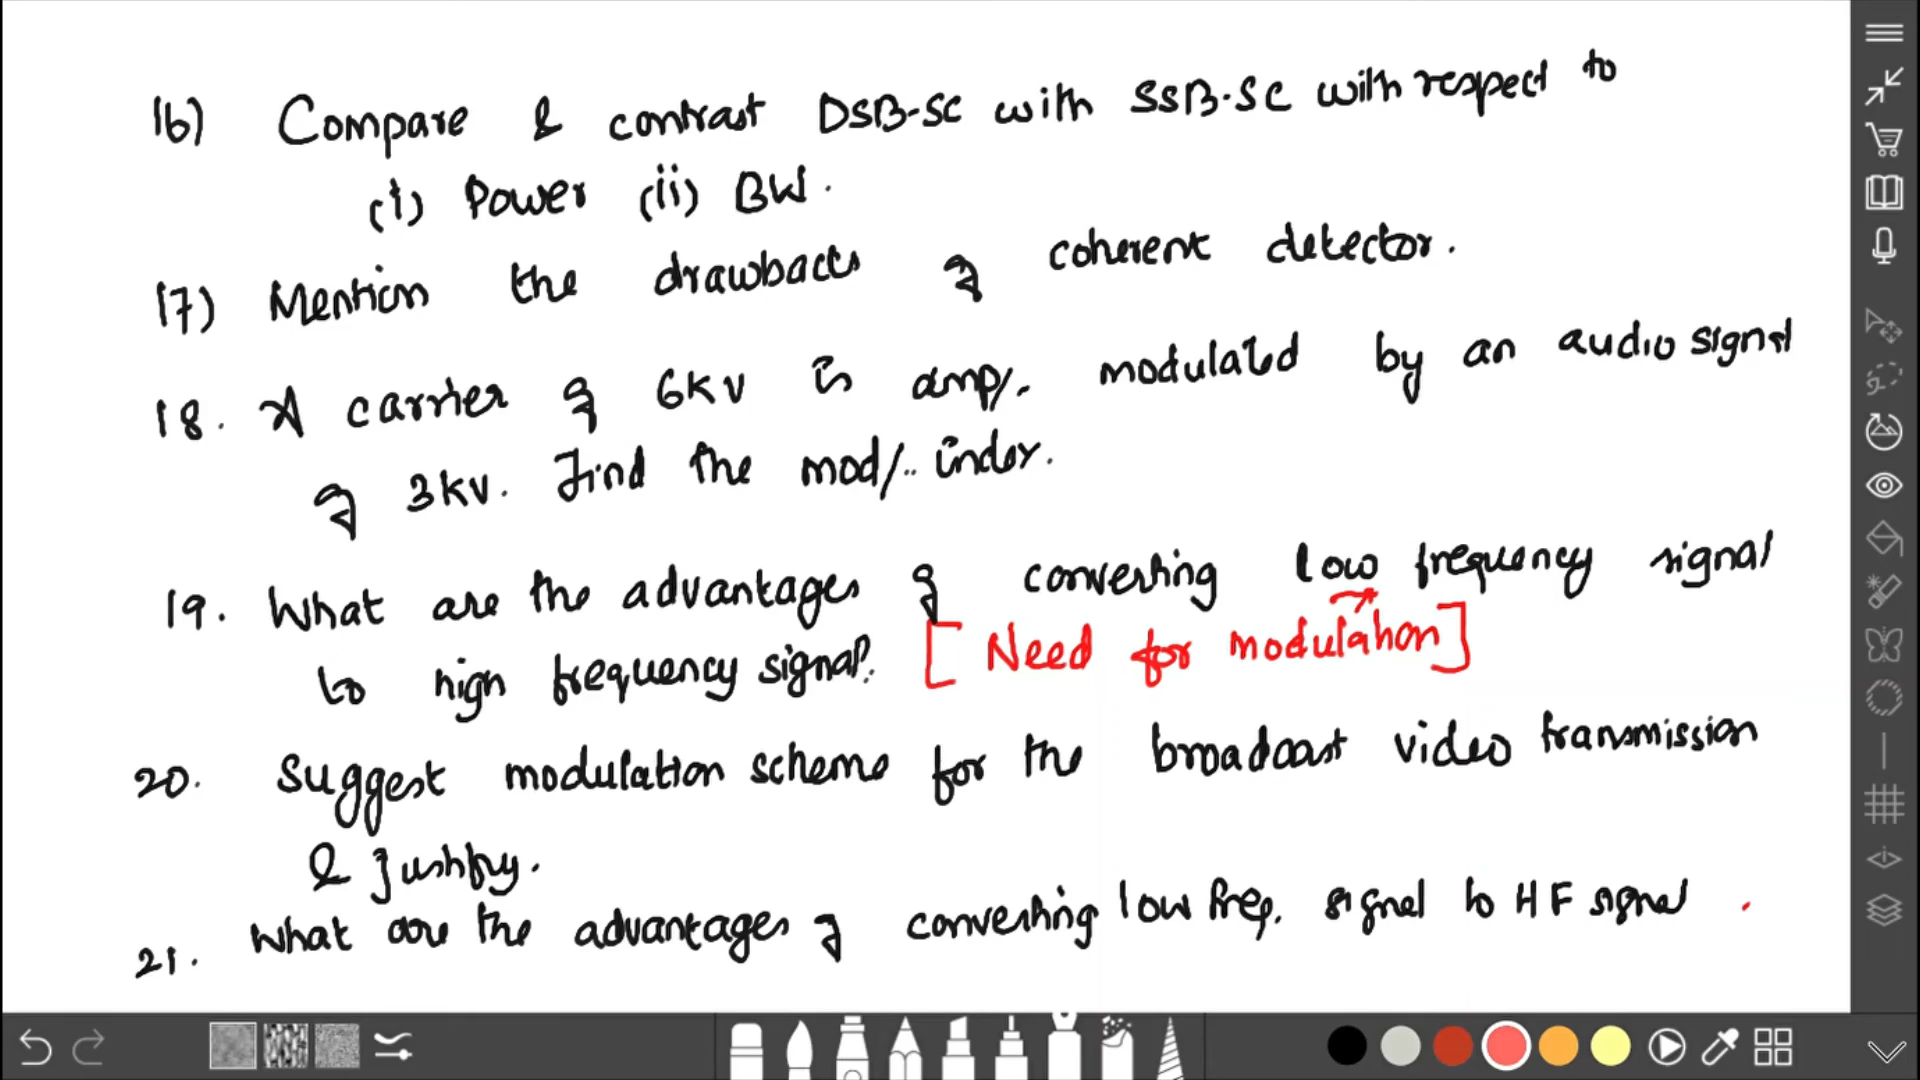 16) Compare & contrast DSB-SC with SSB-SC with respect to
(i) Power (ii) BW.
17) Mention the drawbacks of coherent detector.
18. A carrier of 6KV is amp/. modulated by an audio signal
of 3KV. Find the mod/.. index.
19. What are the advantages of converting low frequency signal
to high frequency signal? [Need for modulation]
20. Suggest modulation scheme for the broadcast video transmission
& justify.
21. What are the advantages of converting low freq. signal to HF signal.